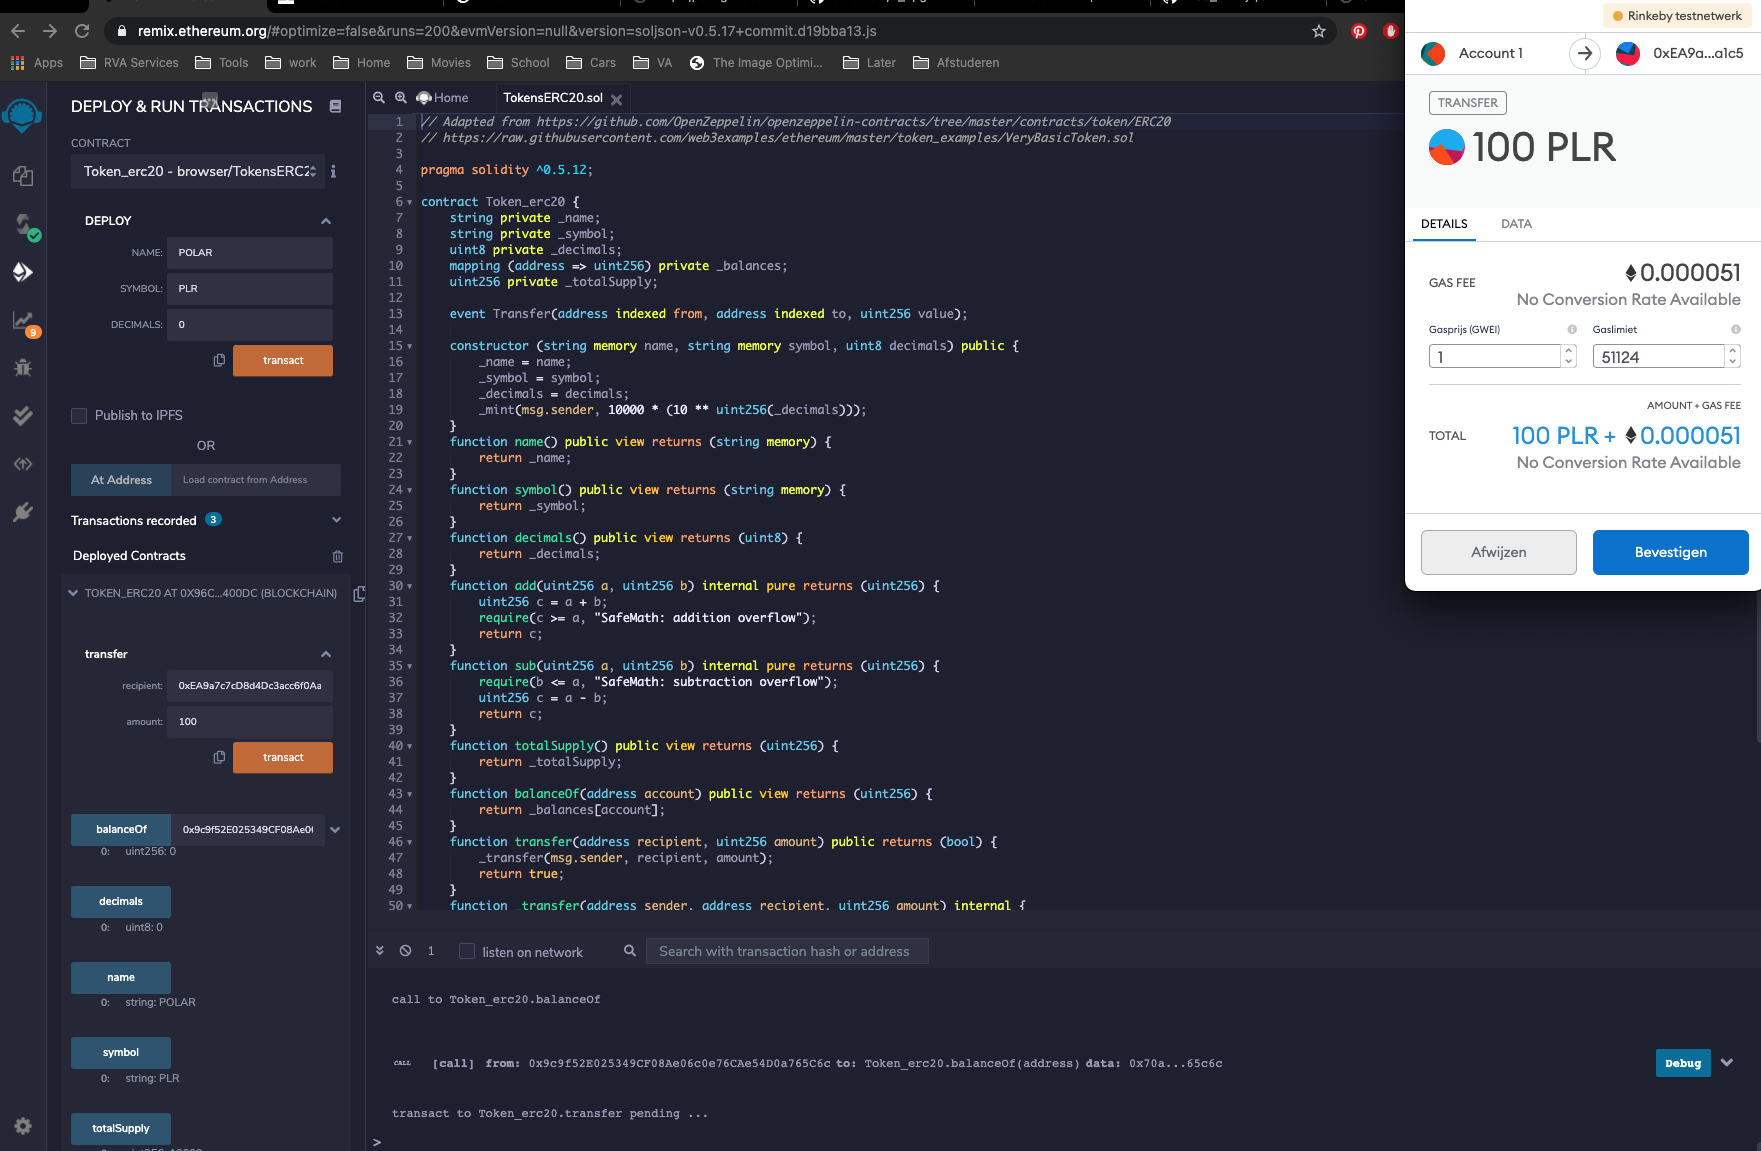 remix.ethereum.org/#optimize=false&runs=200&evmVersion=null&version=soljson-v0.5.17+commit.d19bba13.js
Apps RVA Services Tools work Home Movies School Cars VA The Image Optimi... Later Afstuderen
DEPLOY & RUN TRANSACTIONS
CONTRACT
Token_erc20 - browser/TokensERC2
i
DEPLOY
NAME: POLAR
SYMBOL: PLR
DECIMALS: 0
transact
Publish to IPFS
OR
At Address Load contract from Address
Transactions recorded 3
Deployed Contracts
TOKEN_ERC20 AT 0X96C...400DC (BLOCKCHAIN)
transfer
recipient: 0xEA9a7c7cD8d4Dc3acc6f0Aa
amount: 100
transact
balanceOf 0x9c9f52E025349CF08Ae0
0: uint256: 0
decimals
0: uint8: 0
name
0: string: POLAR
symbol
0: string: PLR
totalSupply
9
Home TokensERC20.sol
1 // Adapted from https://github.com/OpenZeppelin/openzeppelin-contracts/tree/master/contracts/token/ERC20
2 // https://raw.githubusercontent.com/web3examples/ethereum/master/token_examples/VeryBasicToken.sol
3
4 pragma solidity ^0.5.12;
5
6 contract Token_erc20 {
7 string private _name;
8 string private _symbol;
9 uint8 private _decimals;
10 mapping (address => uint256) private _balances;
11 uint256 private _totalSupply;
12
13 event Transfer(address indexed from, address indexed to, uint256 value);
14
15 constructor (string memory name, string memory symbol, uint8 decimals) public {
16 _name = name;
17 _symbol = symbol;
18 _decimals = decimals;
19 _mint(msg.sender, 10000 * (10 ** uint256(_decimals)));
20 }
21 function name() public view returns (string memory) {
22 return _name;
23 }
24 function symbol() public view returns (string memory) {
25 return _symbol;
26 }
27 function decimals() public view returns (uint8) {
28 return _decimals;
29 }
30 function add(uint256 a, uint256 b) internal pure returns (uint256) {
31 uint256 c = a + b;
32 require(c >= a, "SafeMath: addition overflow");
33 return c;
34 }
35 function sub(uint256 a, uint256 b) internal pure returns (uint256) {
36 require(b <= a, "SafeMath: subtraction overflow");
37 uint256 c = a - b;
38 return c;
39 }
40 function totalSupply() public view returns (uint256) {
41 return _totalSupply;
42 }
43 function balanceOf(address account) public view returns (uint256) {
44 return _balances[account];
45 }
46 function transfer(address recipient, uint256 amount) public returns (bool) {
47 _transfer(msg.sender, recipient, amount);
48 return true;
49 }
50 function _transfer(address sender, address recipient, uint256 amount) internal {
1 listen on network Search with transaction hash or address
call to Token_erc20.balanceOf
CALL [call] from: 0x9c9f52E025349CF08Ae06c0e76CAe54D0a765C6c to: Token_erc20.balanceOf(address) data: 0x70a...65c6c
Debug
transact to Token_erc20.transfer pending ...
>
Rinkeby testnetwerk
Account 1 0xEA9a...a1c5
TRANSFER
100 PLR
DETAILS DATA
GAS FEE 0.000051
No Conversion Rate Available
Gasprijs (GWEI) Gaslimiet
1 51124
AMOUNT + GAS FEE
TOTAL 100 PLR + 0.000051
No Conversion Rate Available
Afwijzen Bevestigen